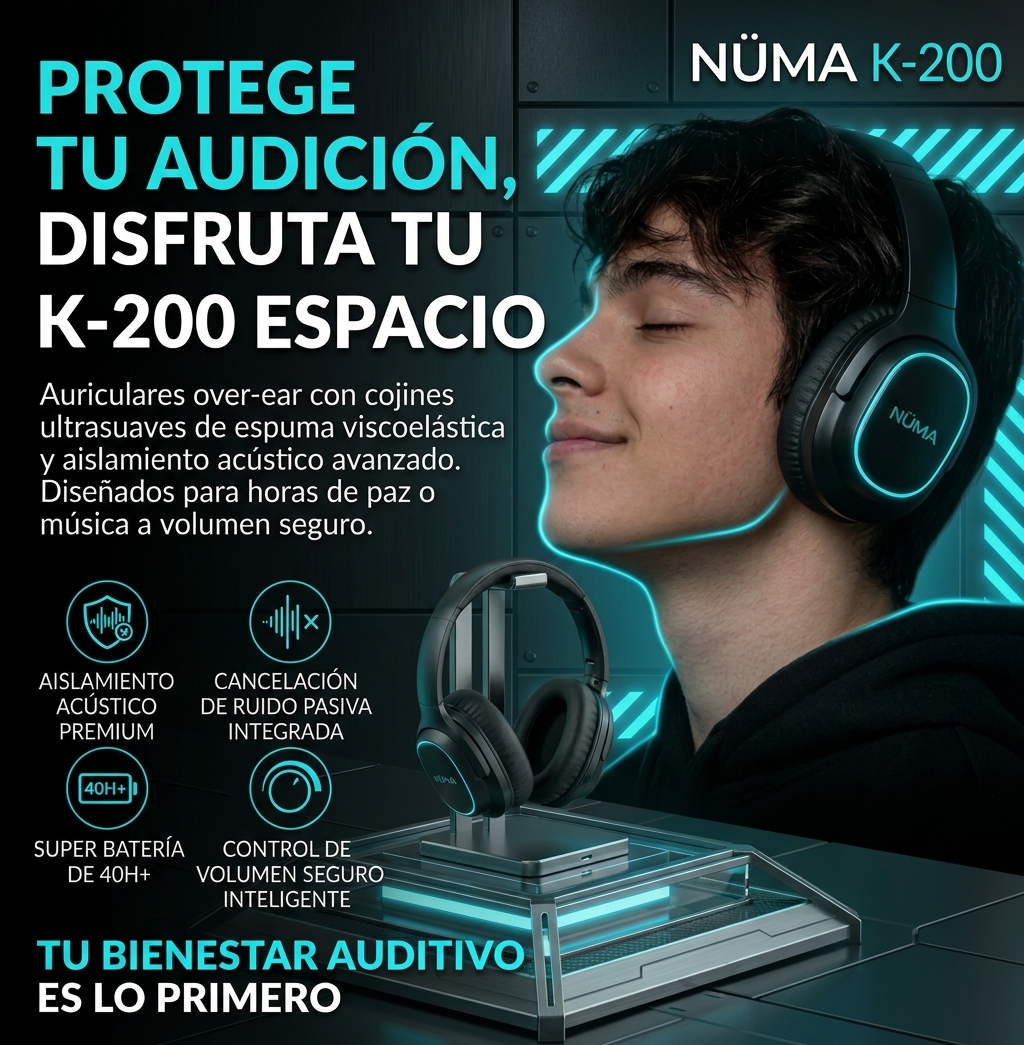 NÜMA K-200
PROTEGE
TU AUDICIÓN,
DISFRUTA TU
K-200 ESPACIO
Auriculares over-ear con cojines
ultrasuaves de espuma viscoelástica
y aislamiento acústico avanzado.
Diseñados para horas de paz o
música a volumen seguro.
NÜMA
AISLAMIENTO
ACÚSTICO
PREMIUM
CANCELACIÓN
DE RUIDO PASIVA
INTEGRADA
NÜMA
40H+
SUPER BATERÍA
DE 40H+
CONTROL DE
VOLUMEN SEGURO
INTELIGENTE
TU BIENESTAR AUDITIVO
ES LO PRIMERO